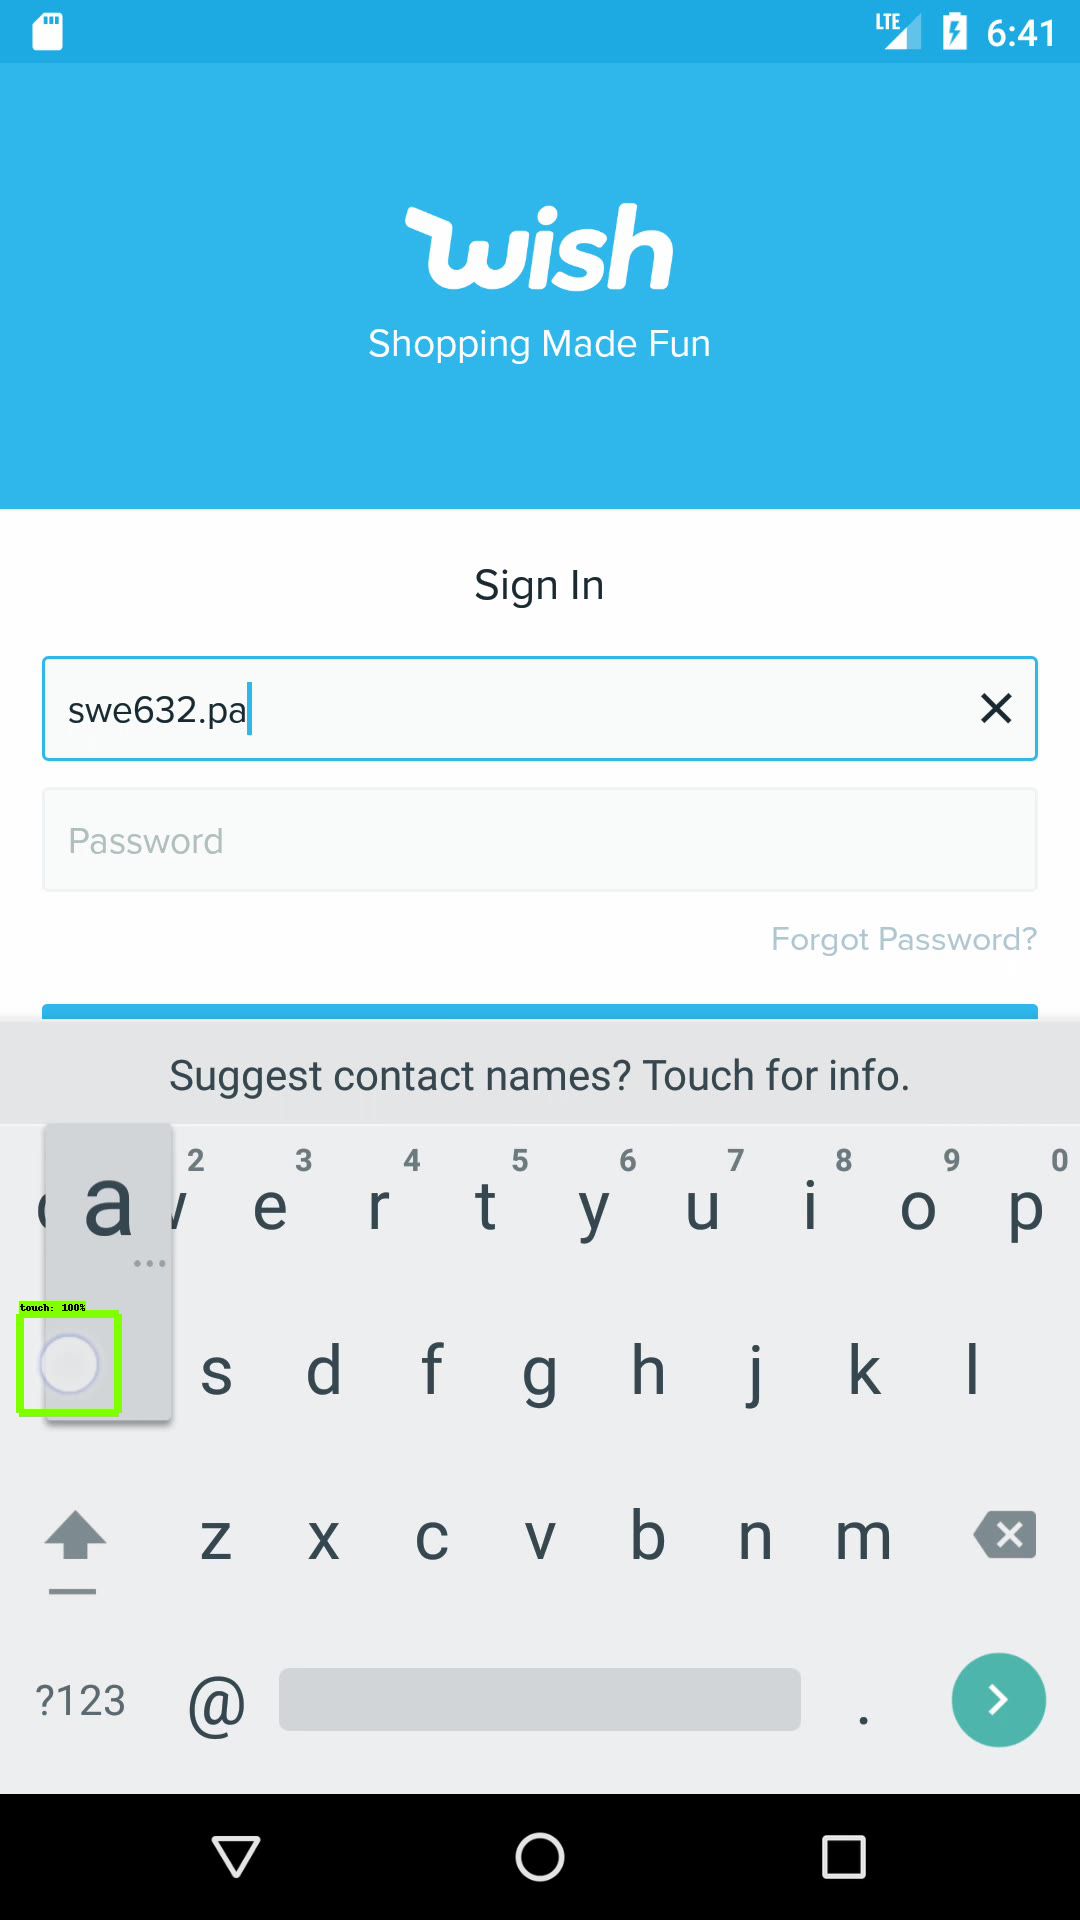 LTE 6:41
wish
Shopping Made Fun
Sign In
swe632.pa
Password
Forgot Password?
Suggest contact names? Touch for info.
2 3 4 5 6 7 8 9 0
a e r t y u i o p
touch: 100%
s d f g h j k l
z x c v b n m
?123 @ .